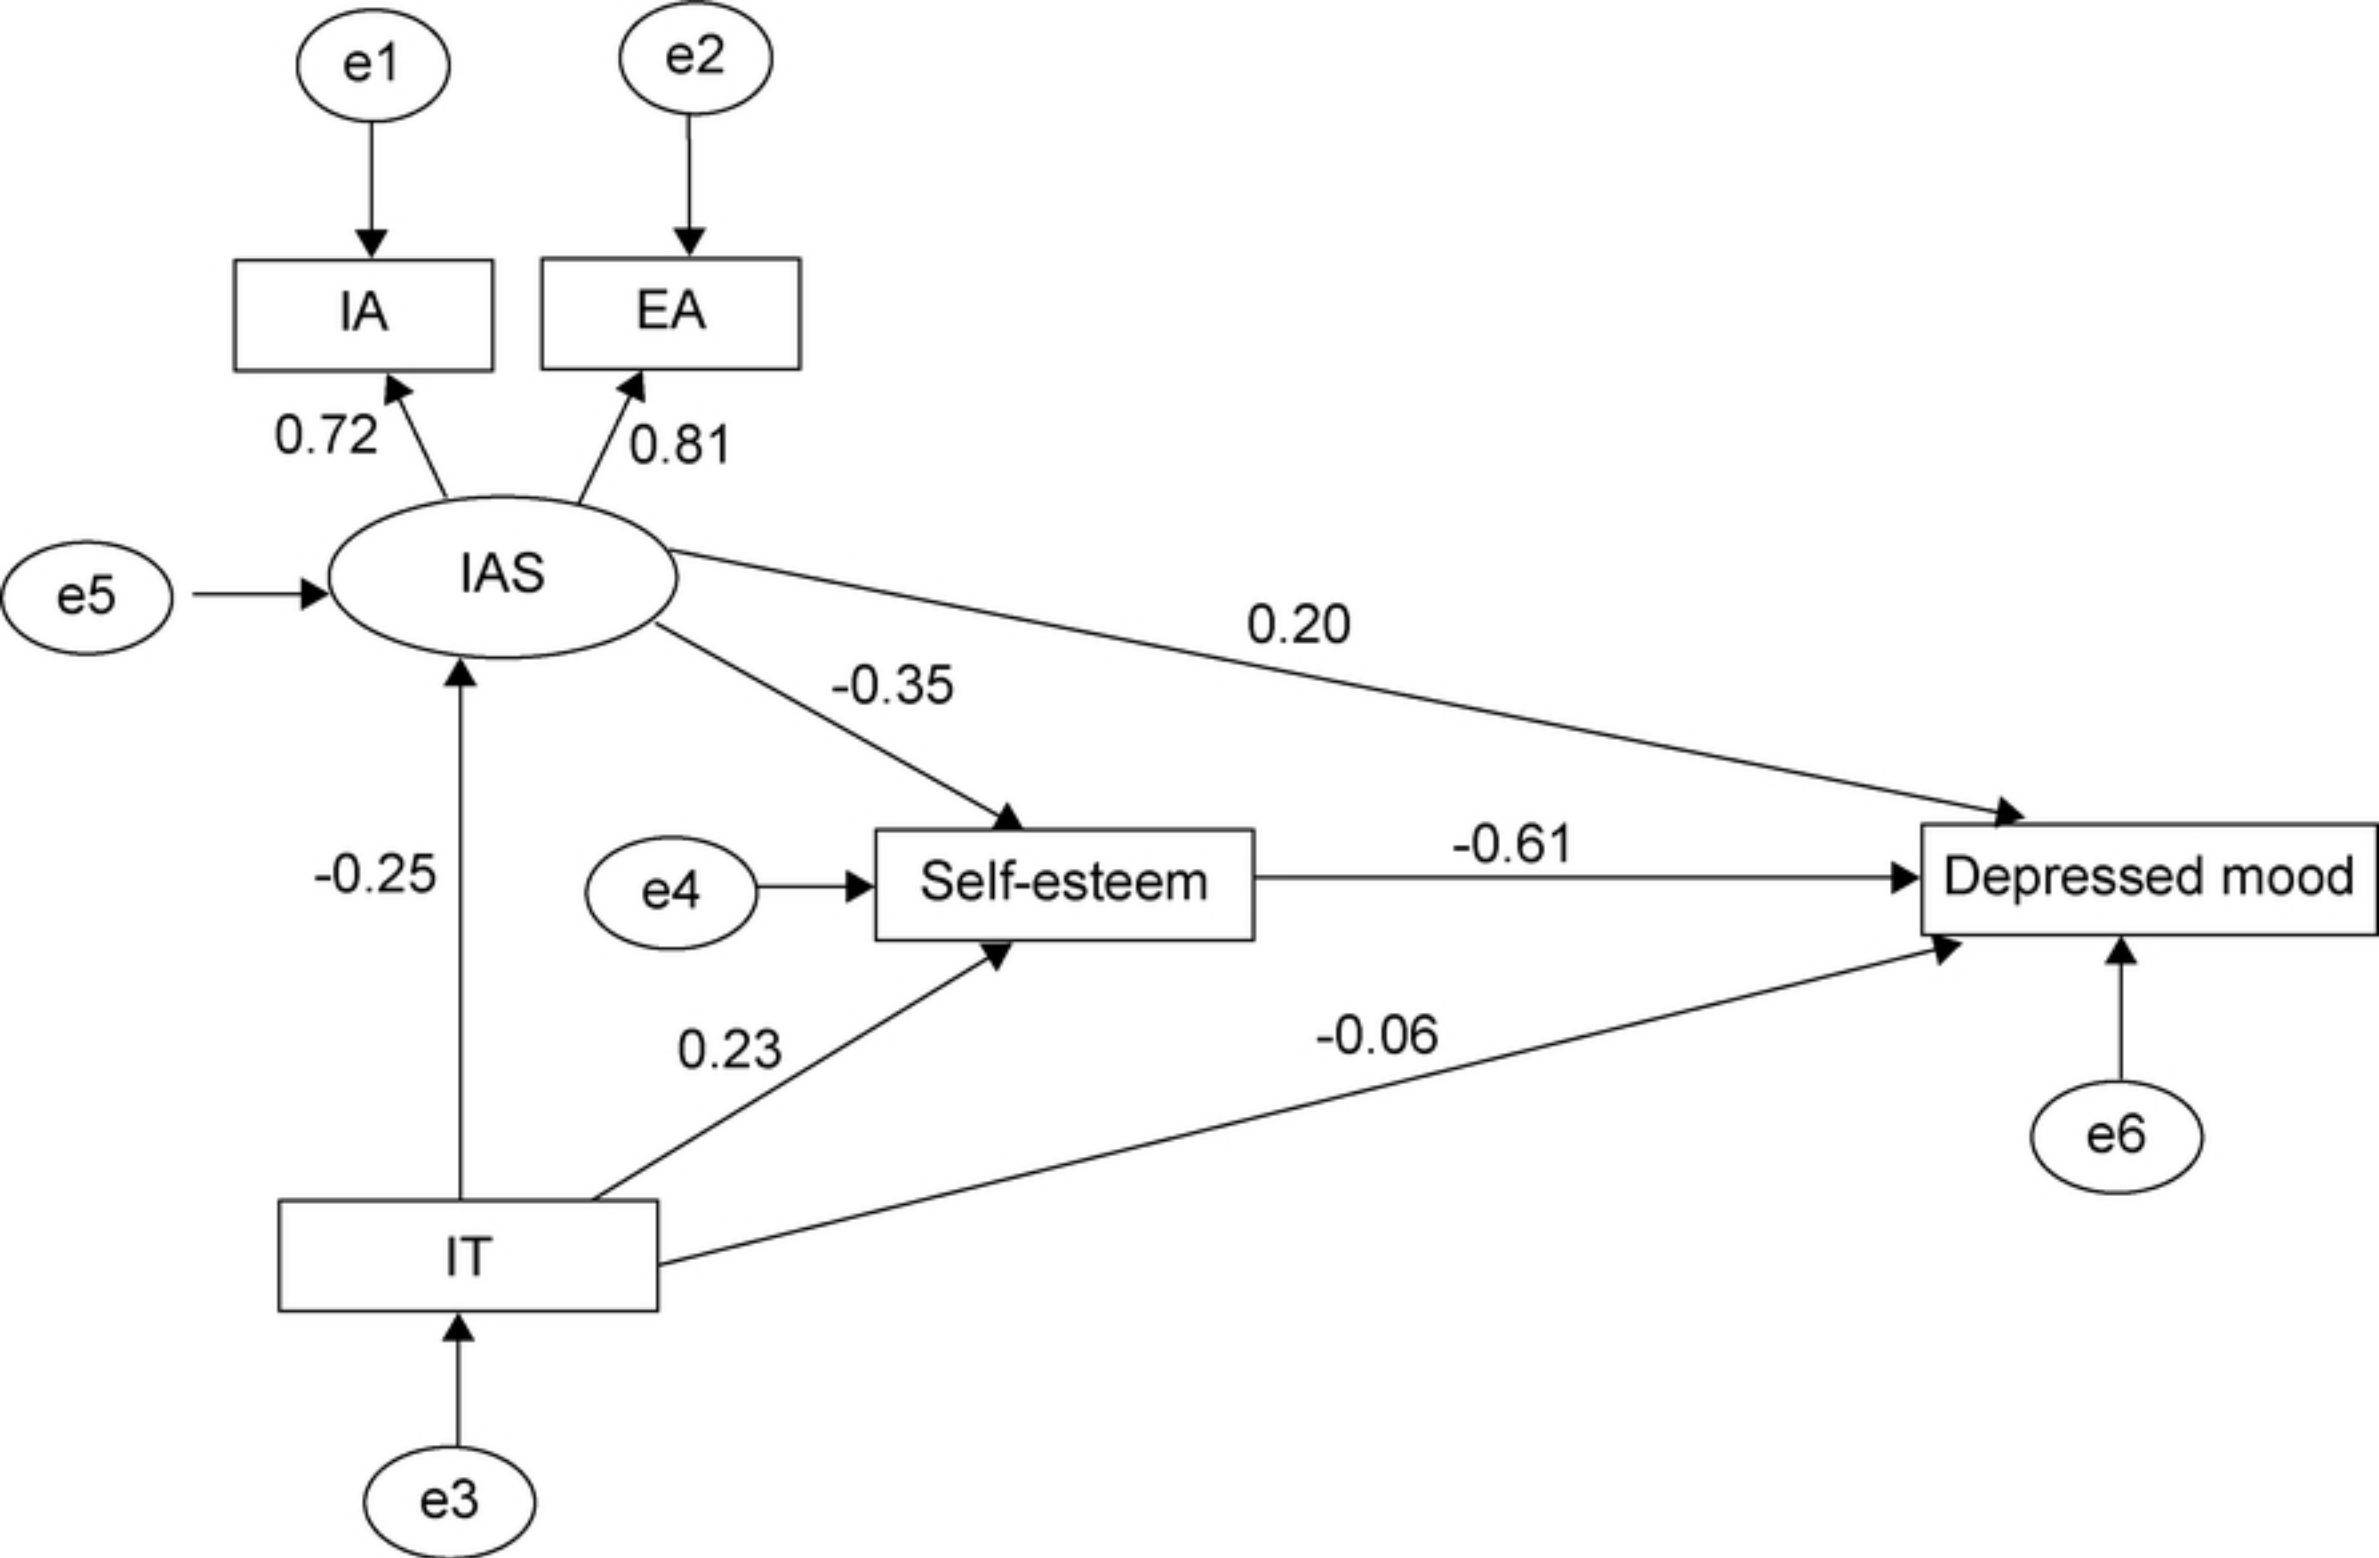 e1
e2
IA
EA
0.72
0.81
IAS
e5
0.20
-0.35
-0.25
e4
Self-esteem
-0.61
Depressed mood
0.23
-0.06
e6
IT
e3